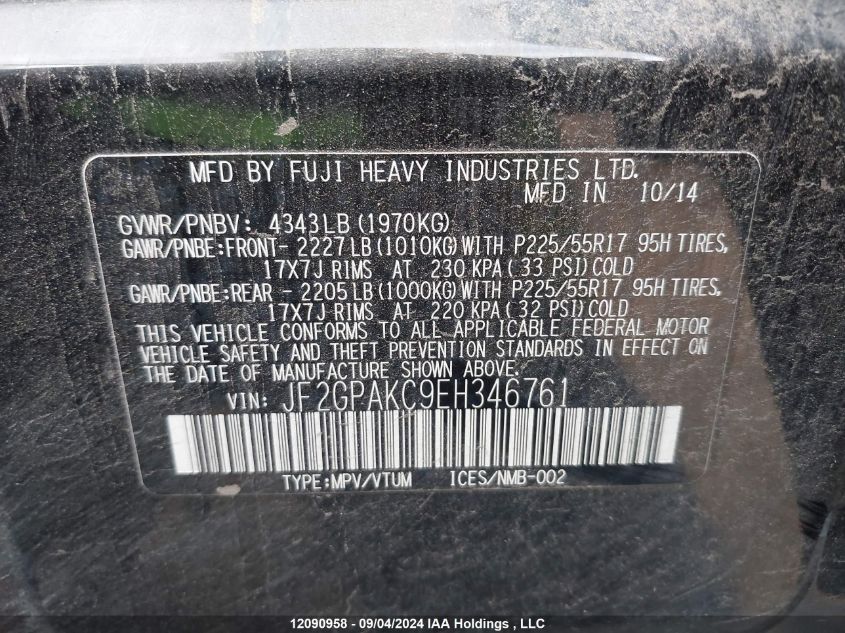 MFD BY FUJI HEAVY INDUSTRIES LTD.
MFD IN 10/14
GVWR/PNBV: 4343LB (1970KG)
GAWR/PNBE:FRONT- 2227LB(1010KG)WITH P225/55R17 95H TIRES,
17X7J RIMS AT 230 KPA( 33 PSI)COLD
GAWR/PNBE:REAR - 2205LB(1000KG)WITH P225/55R17 95H TIRES,
17X7J RIMS AT 220 KPA( 32 PSI)COLD
THIS VEHICLE CONFORMS TO ALL APPLICABLE FEDERAL MOTOR
VEHICLE SAFETY AND THEFT PREVENTION STANDARDS IN EFFECT ON
THE DATE OF MANUFACTURE SHOWN ABOVE.
VIN: JF2GPAKC9EH346761
TYPE:MPV/VTUM ICES/NMB-002
12090958 - 09/04/2024 IAA Holdings , LLC